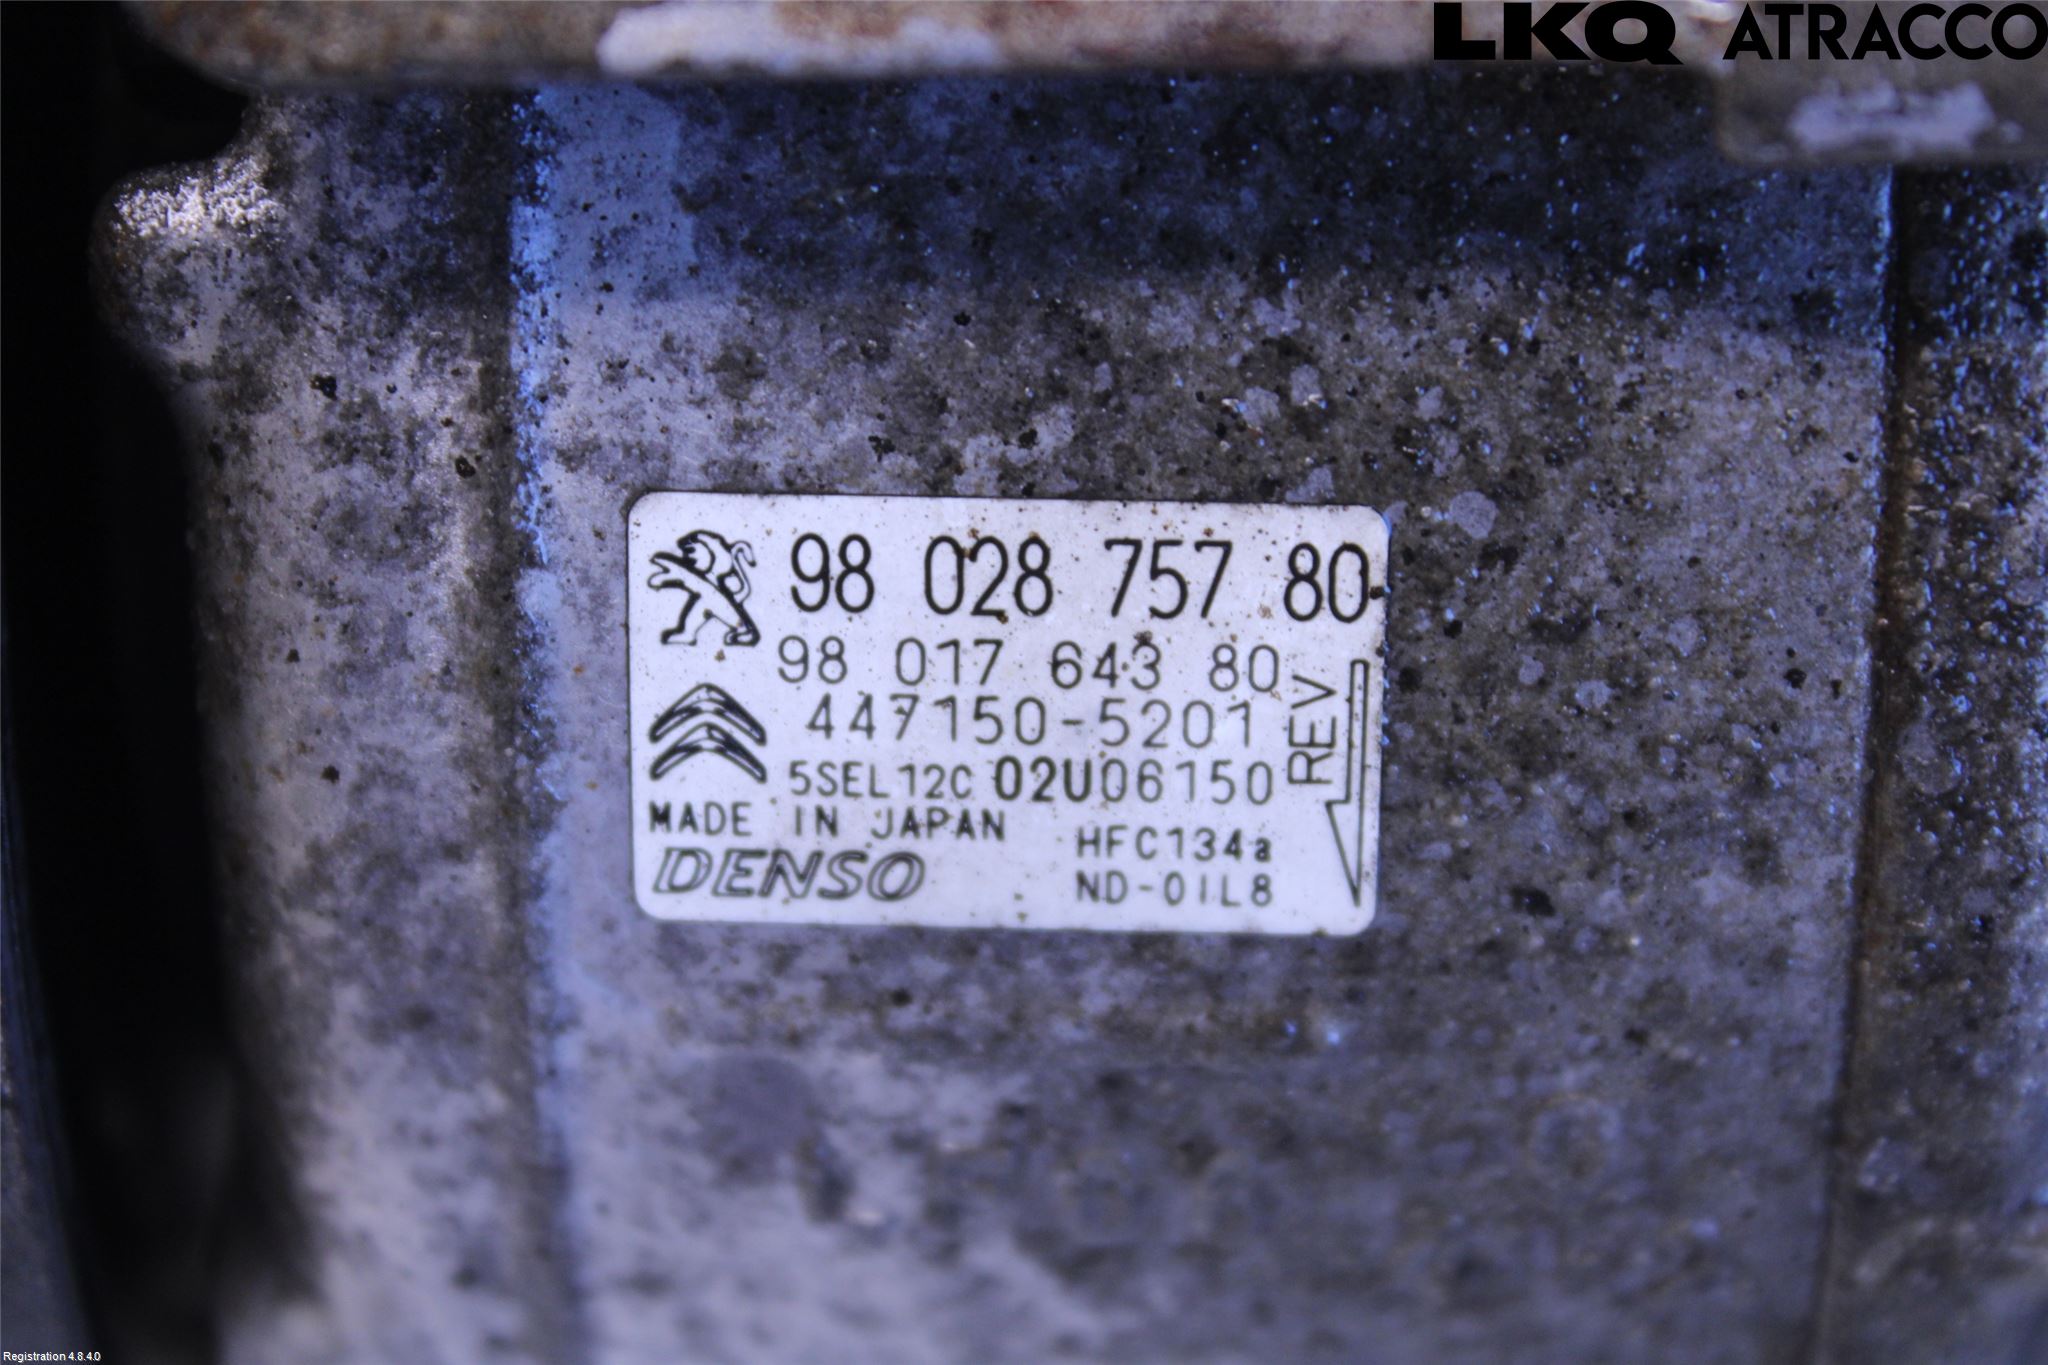 LKQ ATRACCO
98 028 757 80
98 017 643 80
447150-5201
5SEL12C 02U06150
REV
MADE IN JAPAN
HFC134a
DENSO
ND-OIL8
Registration 4.8.4.0